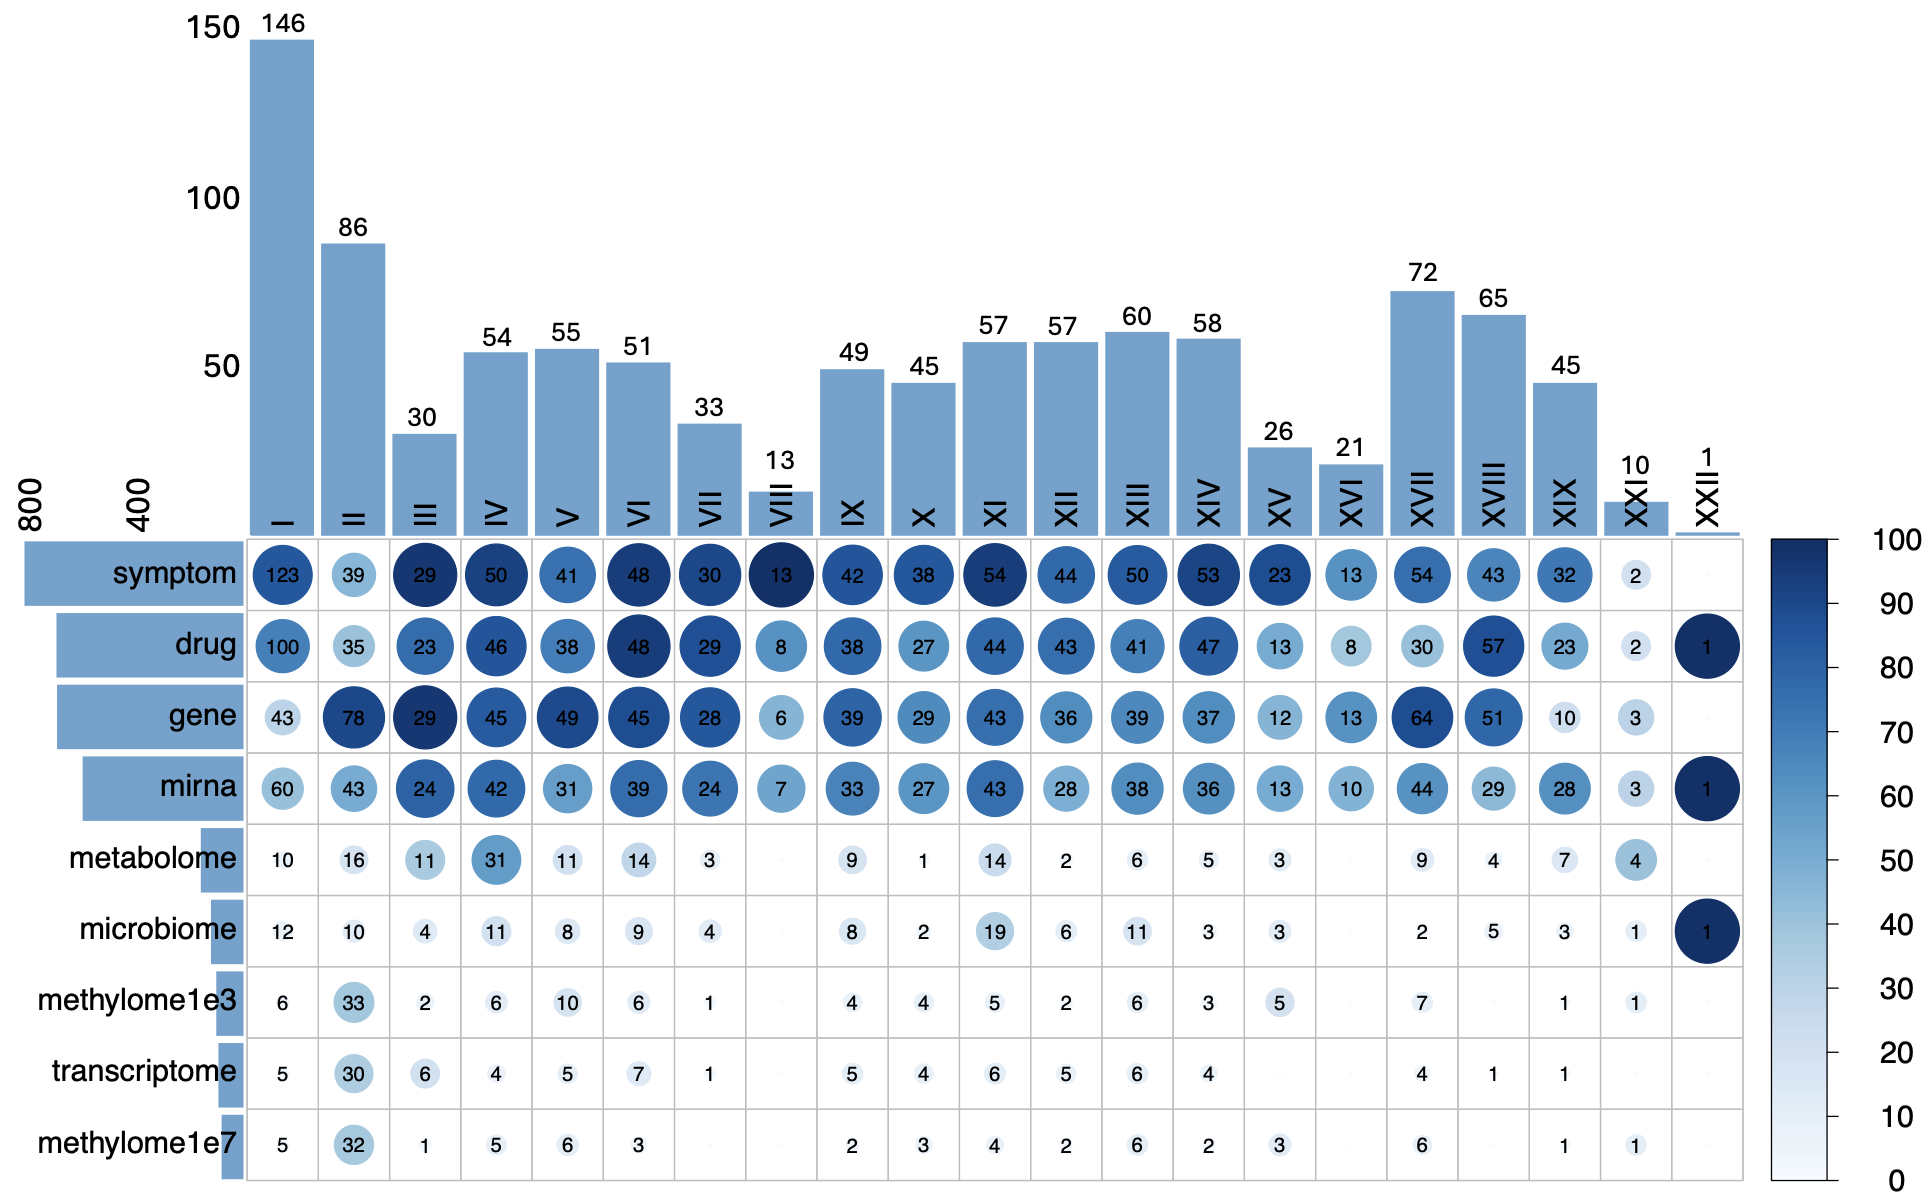 150
100
50
146 86 30 54 55 51 33 13 49 45 57 57 60 58 26 21 72 65 45 10 1
800 400
I II III IV V VI VII VIII IX X XI XII XIII XIV XV XVI XVII XVIII XIX XXI XXII
symptom 123 39 29 50 41 48 30 13 42 38 54 44 50 53 23 13 54 43 32 2
drug 100 35 23 46 38 48 29 8 38 27 44 43 41 47 13 8 30 57 23 2 1
gene 43 78 29 45 49 45 28 6 39 29 43 36 39 37 12 13 64 51 10 3
mirna 60 43 24 42 31 39 24 7 33 27 43 28 38 36 13 10 44 29 28 3 1
metabolome 10 16 11 31 11 14 3 9 1 14 2 6 5 3 9 4 7 4
microbiome 12 10 4 11 8 9 4 8 2 19 6 11 3 3 2 5 3 1 1
methylome1e3 6 33 2 6 10 6 1 4 4 5 2 6 3 5 7 1 1
transcriptome 5 30 6 4 5 7 1 5 4 6 5 6 4 4 1 1
methylome1e7 5 32 1 5 6 3 2 3 4 2 6 2 3 6 1 1
100
90
80
70
60
50
40
30
20
10
0